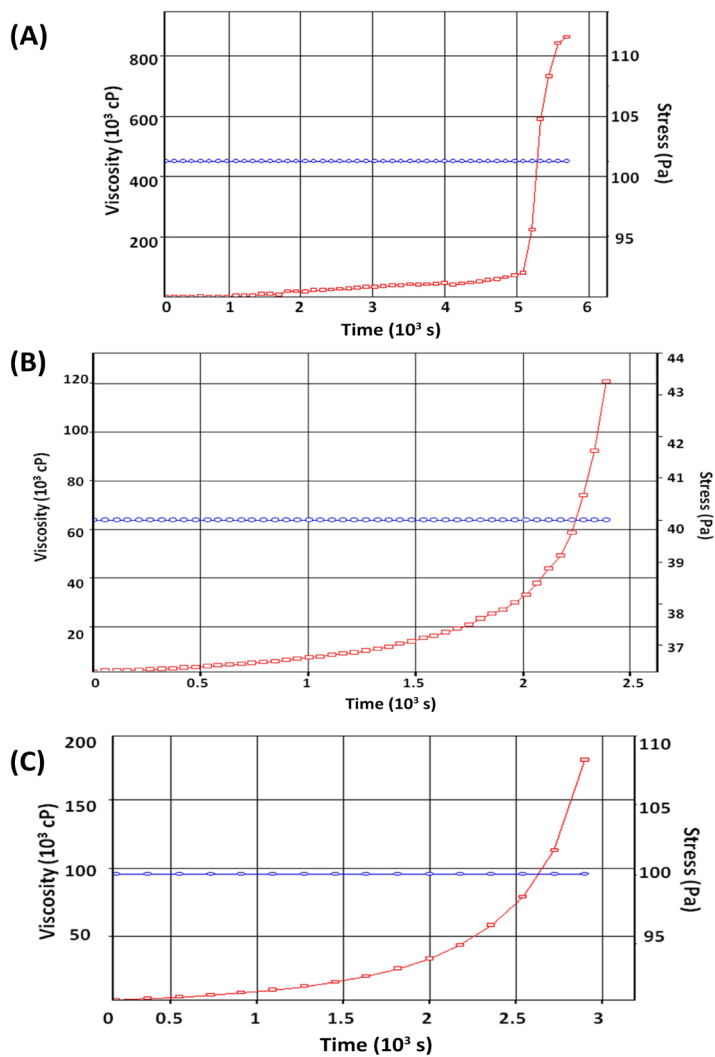 (A)
800
600
400
200
Viscosity (10³ cP)
110
105
100
95
Stress (Pa)
0 1 2 3 4 5 6
Time (10³ s)
(B)
120
100
80
60
40
20
Viscosity (10³ cP)
44
43
42
41
40
39
38
37
Stress (Pa)
0 0.5 1 1.5 2 2.5
Time (10³ s)
(C)
200
150
100
50
Viscosity (10³ cP)
110
105
100
95
Stress (Pa)
0 0.5 1 1.5 2 2.5 3
Time (10³ s)